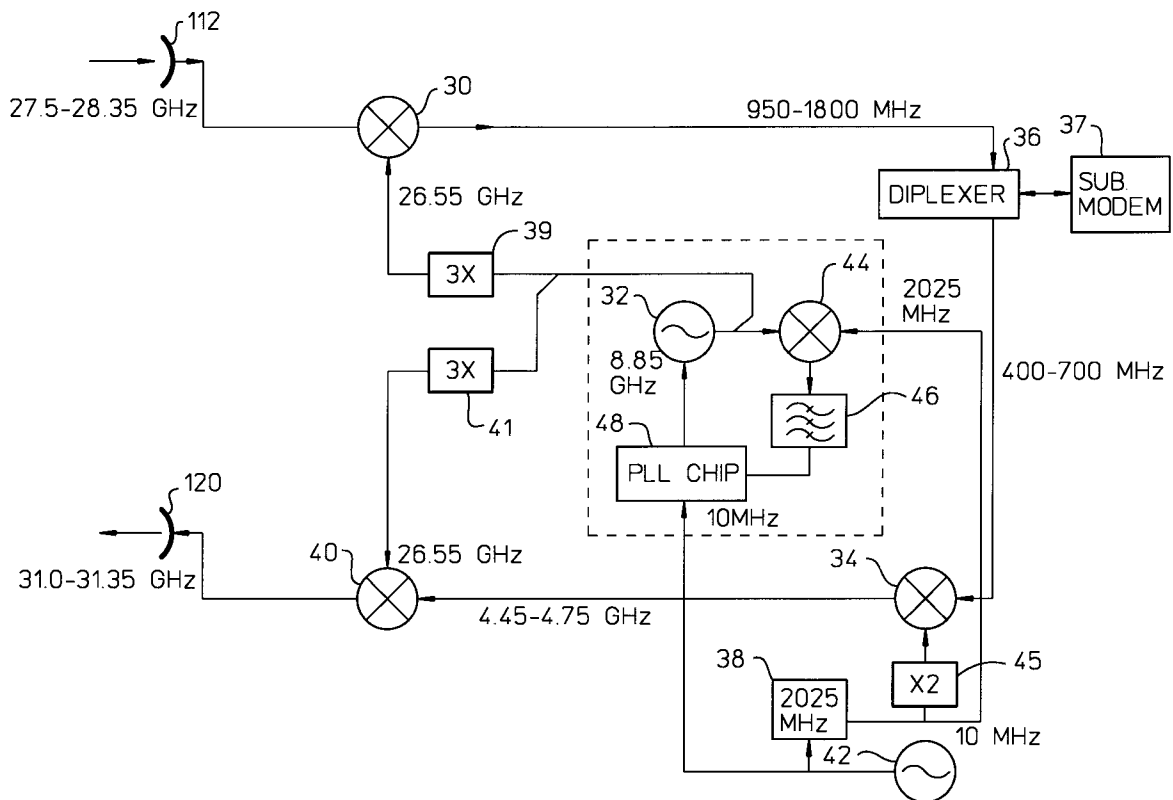 112
27.5-28.35 GHz
30
950-1800 MHz
36
37
DIPLEXER
SUB.
MODEM
26.55 GHz
39
3X
44
32
2025
MHz
8.85
GHz
400-700 MHz
3X
41
46
48
PLL CHIP
10MHz
120
31.0-31.35 GHz
40
26.55 GHz
34
4.45-4.75 GHz
38
45
X2
2025
MHz
10 MHz
42